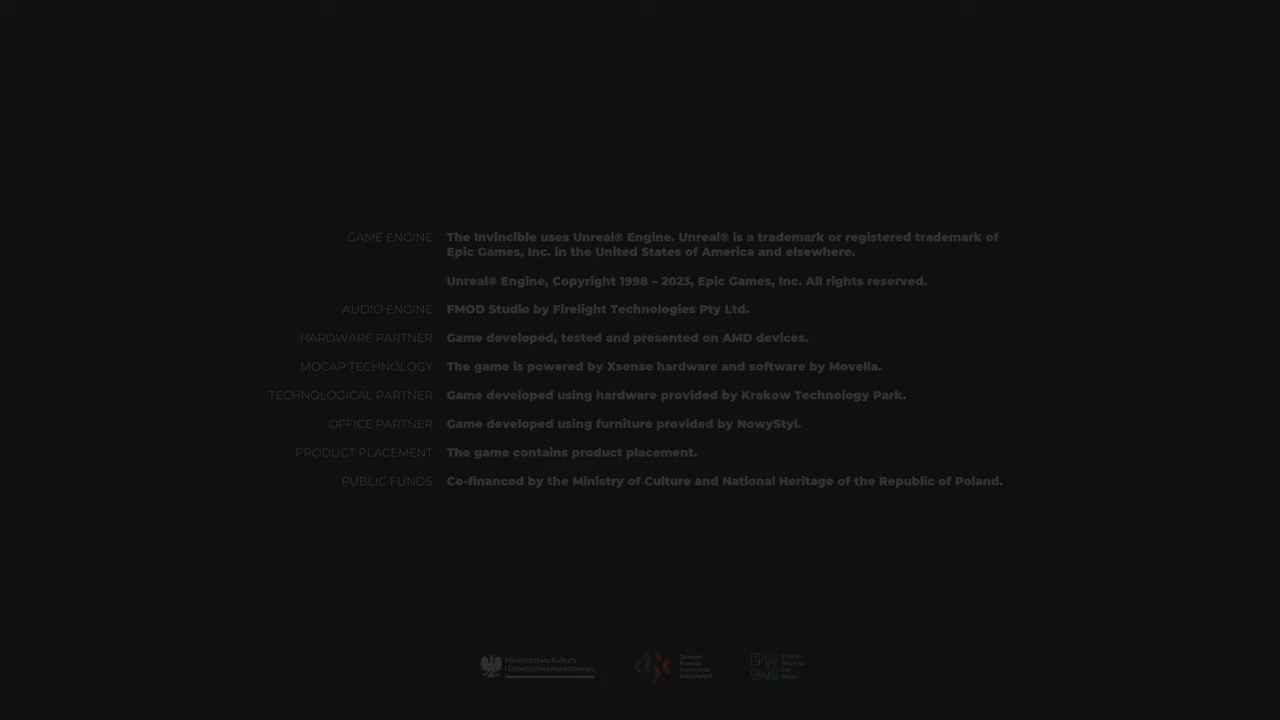 GAME ENGINE The Invincible uses Unreal® Engine. Unreal® is a trademark or registered trademark of
Epic Games, Inc. in the United States of America and elsewhere.
Unreal® Engine, Copyright 1998 – 2023, Epic Games, Inc. All rights reserved.
AUDIO ENGINE FMOD Studio by Firelight Technologies Pty Ltd.
HARDWARE PARTNER Game developed, tested and presented on AMD devices.
MOCAP TECHNOLOGY The game is powered by Xsense hardware and software by Movella.
TECHNOLOGICAL PARTNER Game developed using hardware provided by Krakow Technology Park.
OFFICE PARTNER Game developed using furniture provided by NowyStyl.
PRODUCT PLACEMENT The game contains product placement.
PUBLIC FUNDS Co-financed by the Ministry of Culture and National Heritage of the Republic of Poland.
Ministerstwo Kultury
i Dziedzictwa Narodowego
Centrum
Rozwoju
Przemysłów
Kreatywnych